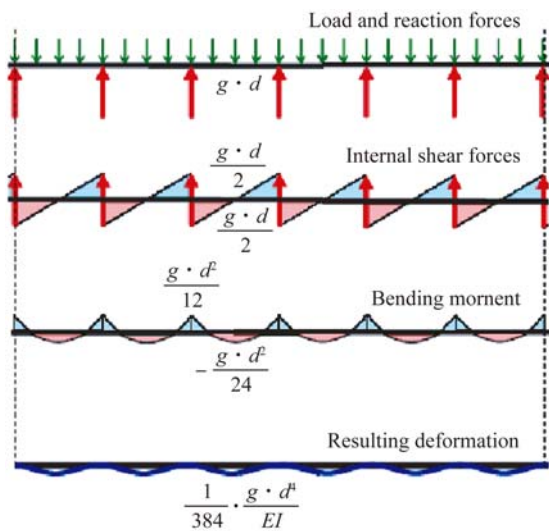 Load and reaction forces
g · d
g · d
2
Internal shear forces
g · d
2
g · d²
12
Bending mornent
- g · d²
24
Resulting deformation
1
384
· g · d⁴
EI